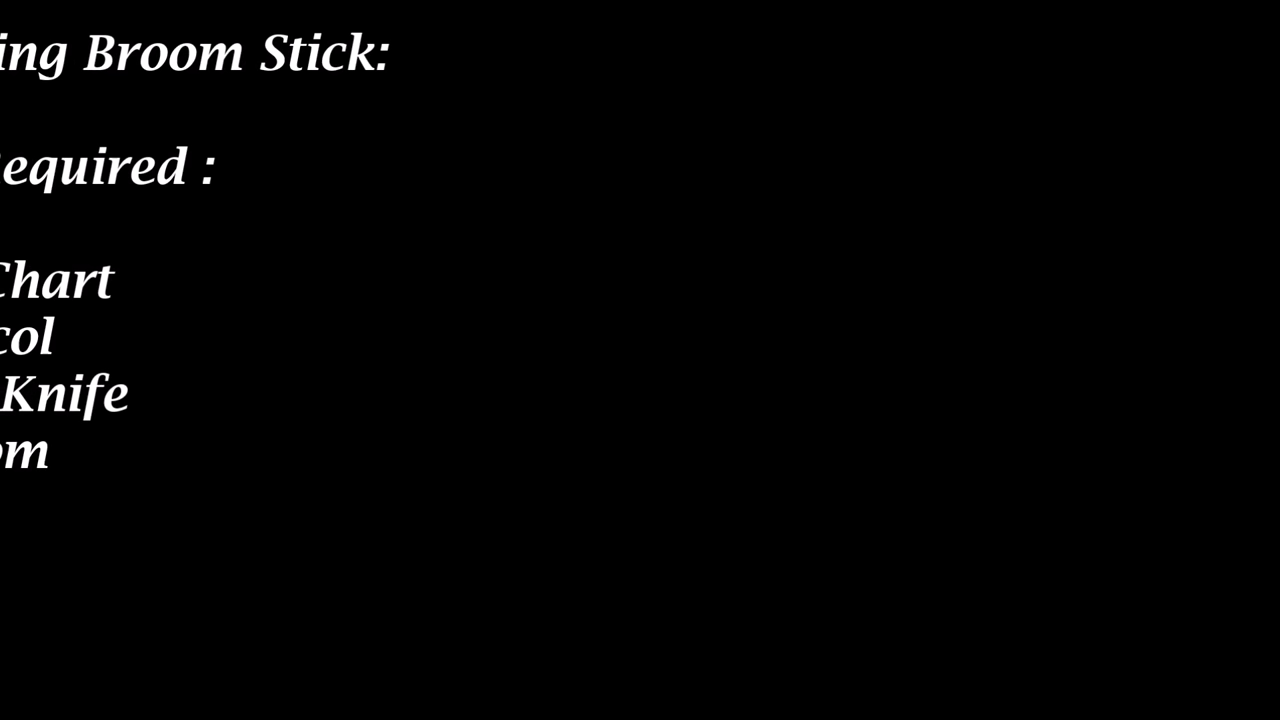 ing Broom Stick:
equired :
Chart
col
Knife
om